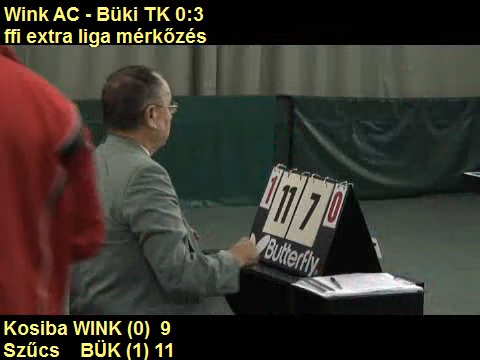 Wink AC - Büki TK 0:3
ffi extra liga mérkőzés
1 11 7 0
Butterfly
Kosiba WINK (0) 9
Szűcs BÜK (1) 11